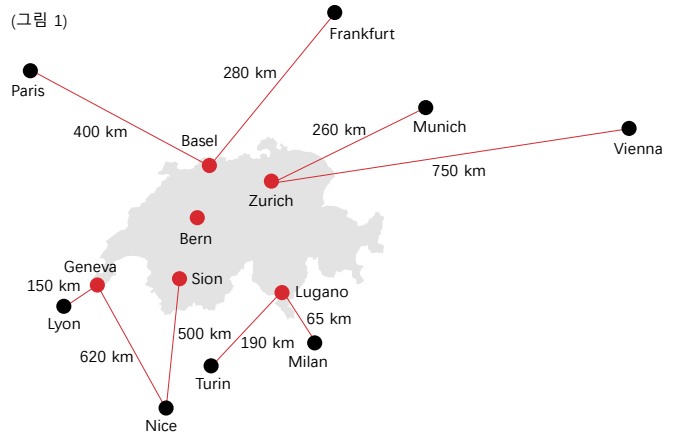 (그림 1)
Frankfurt
Paris
280 km
400 km
Basel
260 km
Munich
Vienna
750 km
Zurich
Bern
Geneva
Sion
150 km
Lugano
Lyon
65 km
500 km
190 km
620 km
Milan
Turin
Nice